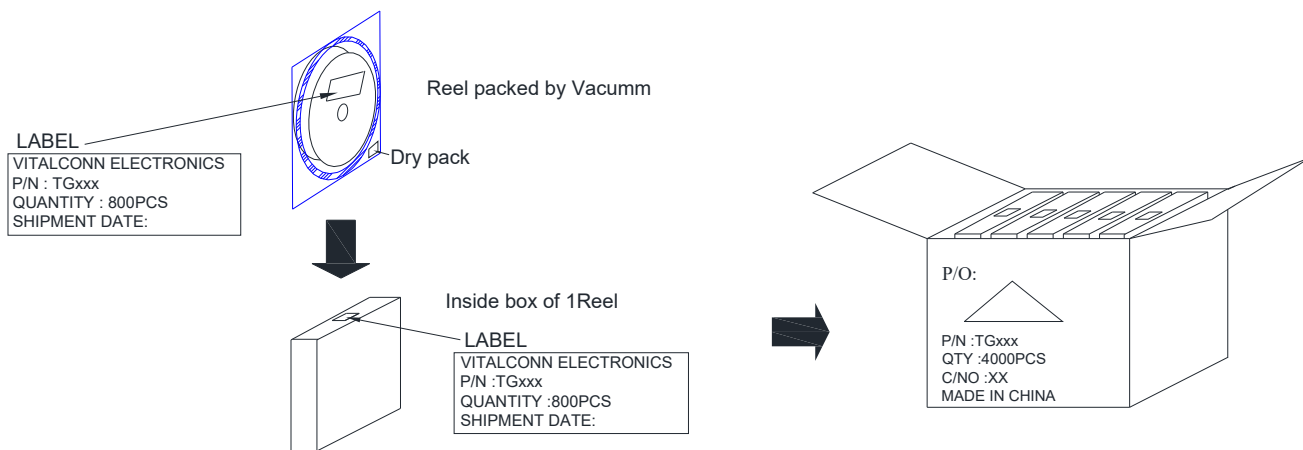 Reel packed by Vacumm
LABEL
VITALCONN ELECTRONICS
P/N : TGxxx
QUANTITY : 800PCS
SHIPMENT DATE:
Dry pack
Inside box of 1Reel
LABEL
VITALCONN ELECTRONICS
P/N :TGxxx
QUANTITY :800PCS
SHIPMENT DATE:
P/O:
P/N :TGxxx
QTY :4000PCS
C/NO :XX
MADE IN CHINA